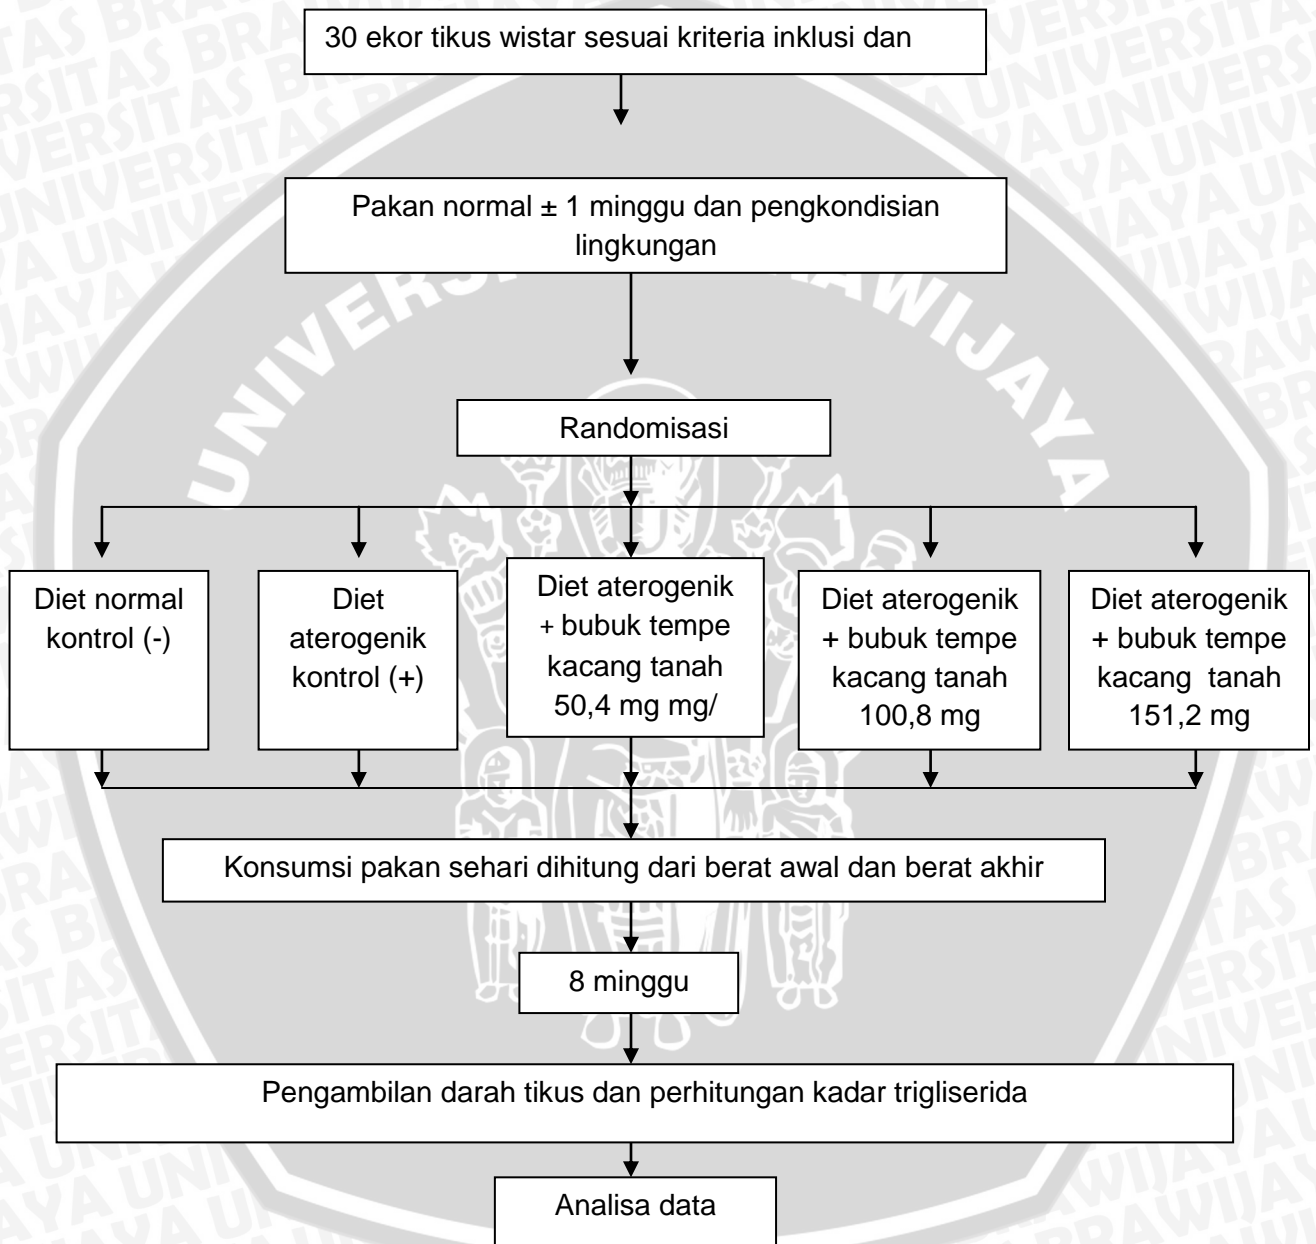 30 ekor tikus wistar sesuai kriteria inklusi dan
Pakan normal ± 1 minggu dan pengkondisian
lingkungan
Randomisasi
Diet normal
kontrol (-)
Diet
aterogenik
kontrol (+)
Diet aterogenik
+ bubuk tempe
kacang tanah
50,4 mg mg/
Diet aterogenik
+ bubuk tempe
kacang tanah
100,8 mg
Diet aterogenik
+ bubuk tempe
kacang tanah
151,2 mg
Konsumsi pakan sehari dihitung dari berat awal dan berat akhir
8 minggu
Pengambilan darah tikus dan perhitungan kadar trigliserida
Analisa data